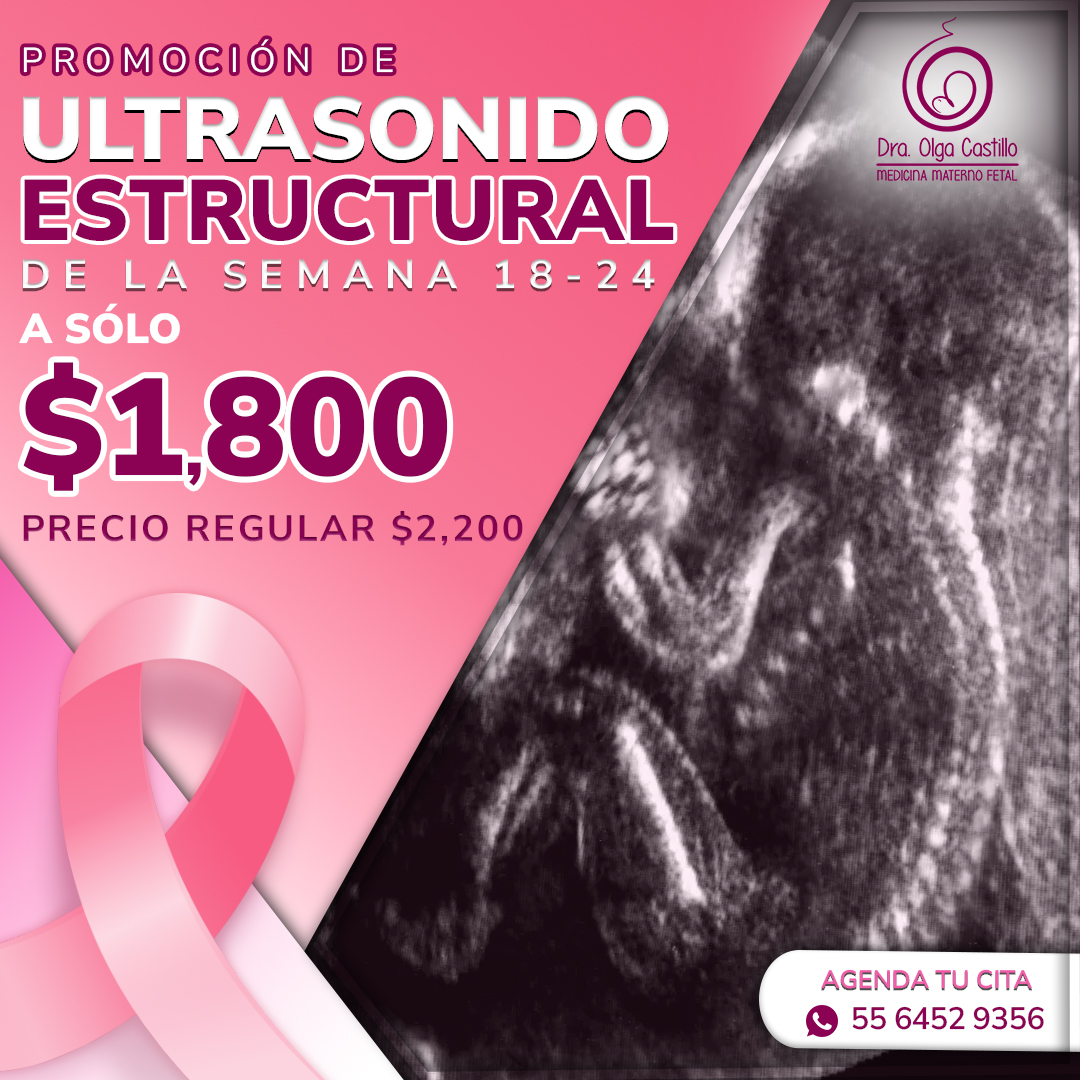 PROMOCIÓN DE
ULTRASONIDO
ESTRUCTURAL
DE LA SEMANA 18-24
A SÓLO
$1,800
PRECIO REGULAR $2,200
Dra. Olga Castillo
MEDICINA MATERNO FETAL
AGENDA TU CITA
55 6452 9356